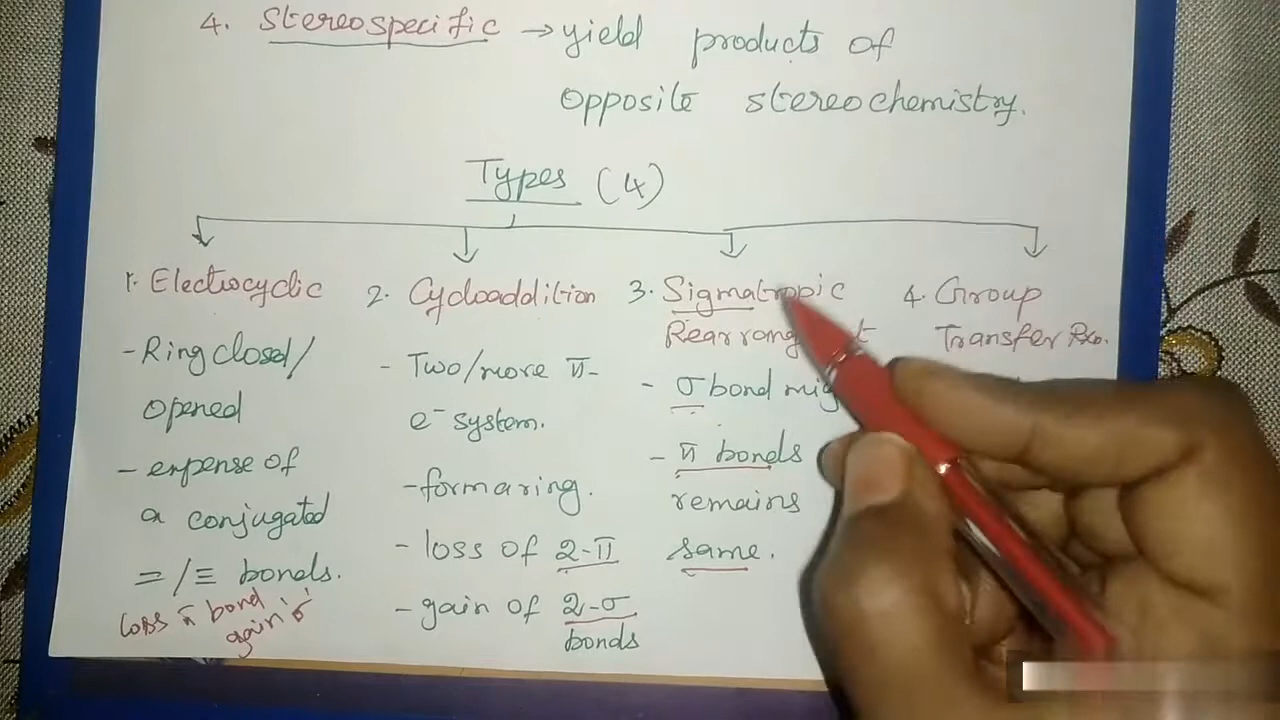 4. Stereospecific → yield products of
opposite stereochemistry.
Types (4)
1. Electrocyclic
- Ring closed/
opened
- expense of
a conjugated
= / ≡ bonds.
loss π bond
gain 'σ'
2. Cycloaddition
- Two/more π-
e⁻ system.
- form a ring.
- loss of 2-π
- gain of 2-σ
bonds
3. Sigmatropic
- σ bond
- π bonds
remains
same.
4. Group
Transfer Rxn.